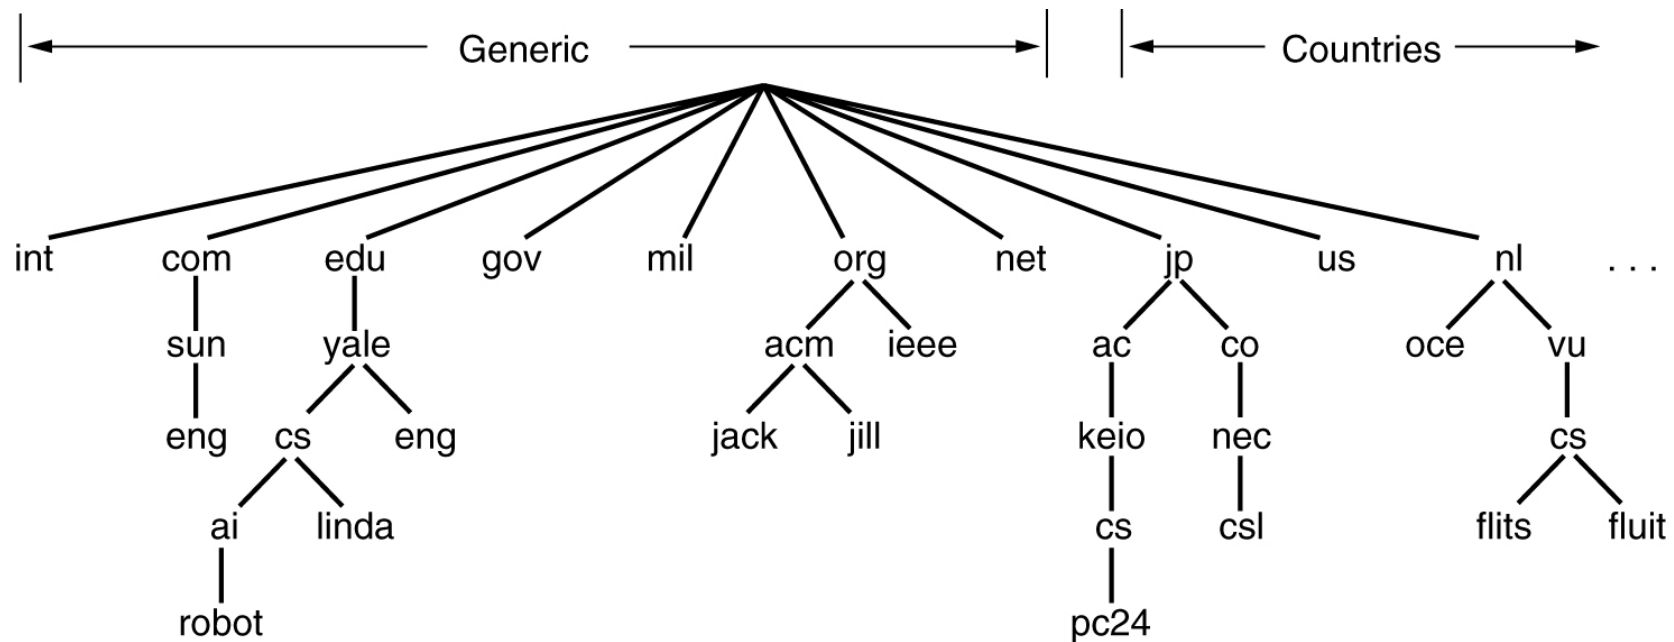 Generic Countries
int com edu gov mil org net jp us nl . . .
sun yale acm ieee ac co oce vu
eng cs eng jack jill keio nec cs
ai linda cs csl flits fluit
robot pc24